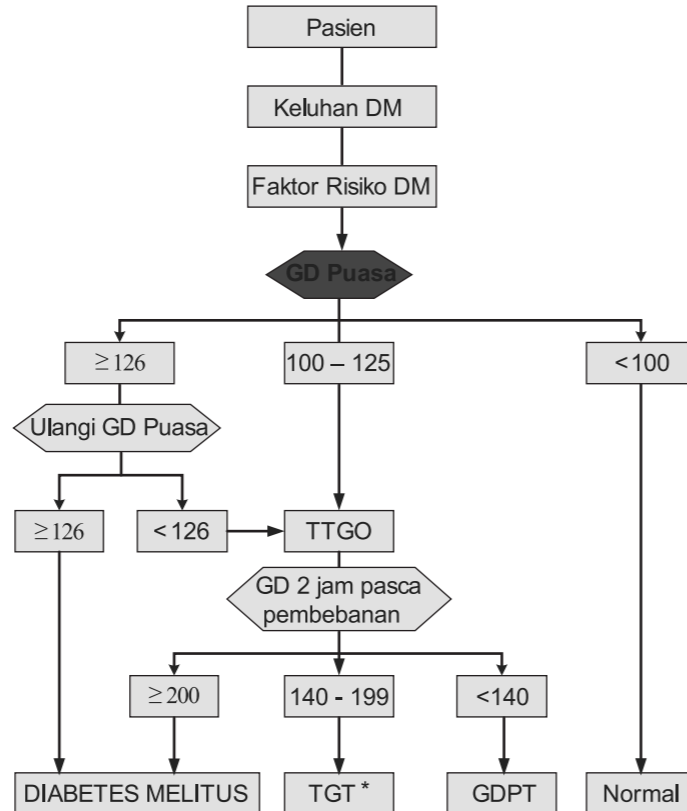 Pasien
Keluhan DM
Faktor Risiko DM
GD Puasa
≥126
100 – 125
<100
Ulangi GD Puasa
≥126
<126
TTGO
GD 2 jam pasca
pembebanan
≥200
140 - 199
<140
DIABETES MELITUS
TGT *
GDPT
Normal